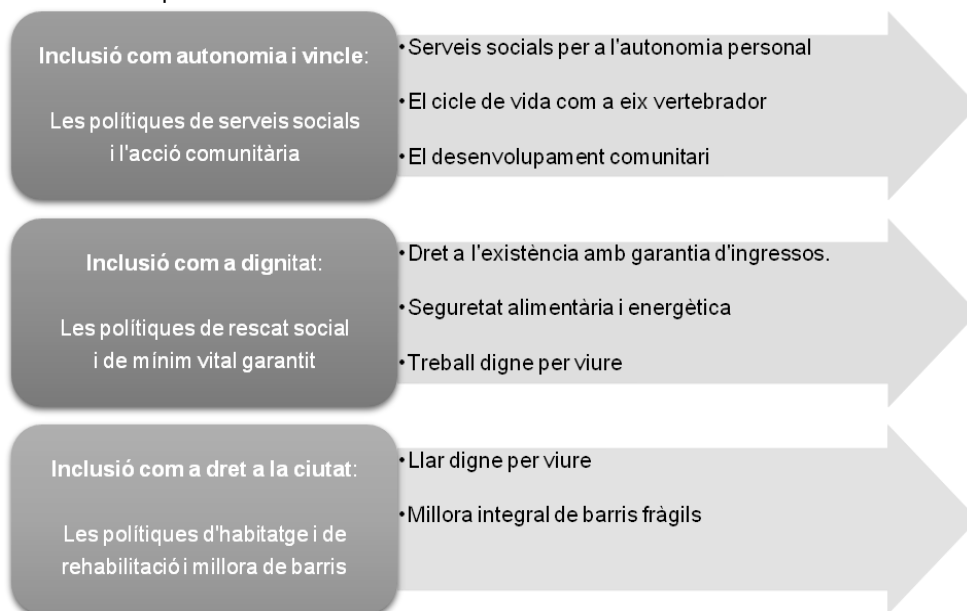 Inclusió com autonomia i vincle:
Les polítiques de serveis socials
i l'acció comunitària
•Serveis socials per a l'autonomia personal
•El cicle de vida com a eix vertebrador
•El desenvolupament comunitari
Inclusió com a dignitat:
Les polítiques de rescat social
i de mínim vital garantit
•Dret a l'existència amb garantia d'ingressos.
•Seguretat alimentària i energètica
•Treball digne per viure
Inclusió com a dret a la ciutat:
Les polítiques d'habitatge i de
rehabilitació i millora de barris
•Llar digne per viure
•Millora integral de barris fràgils